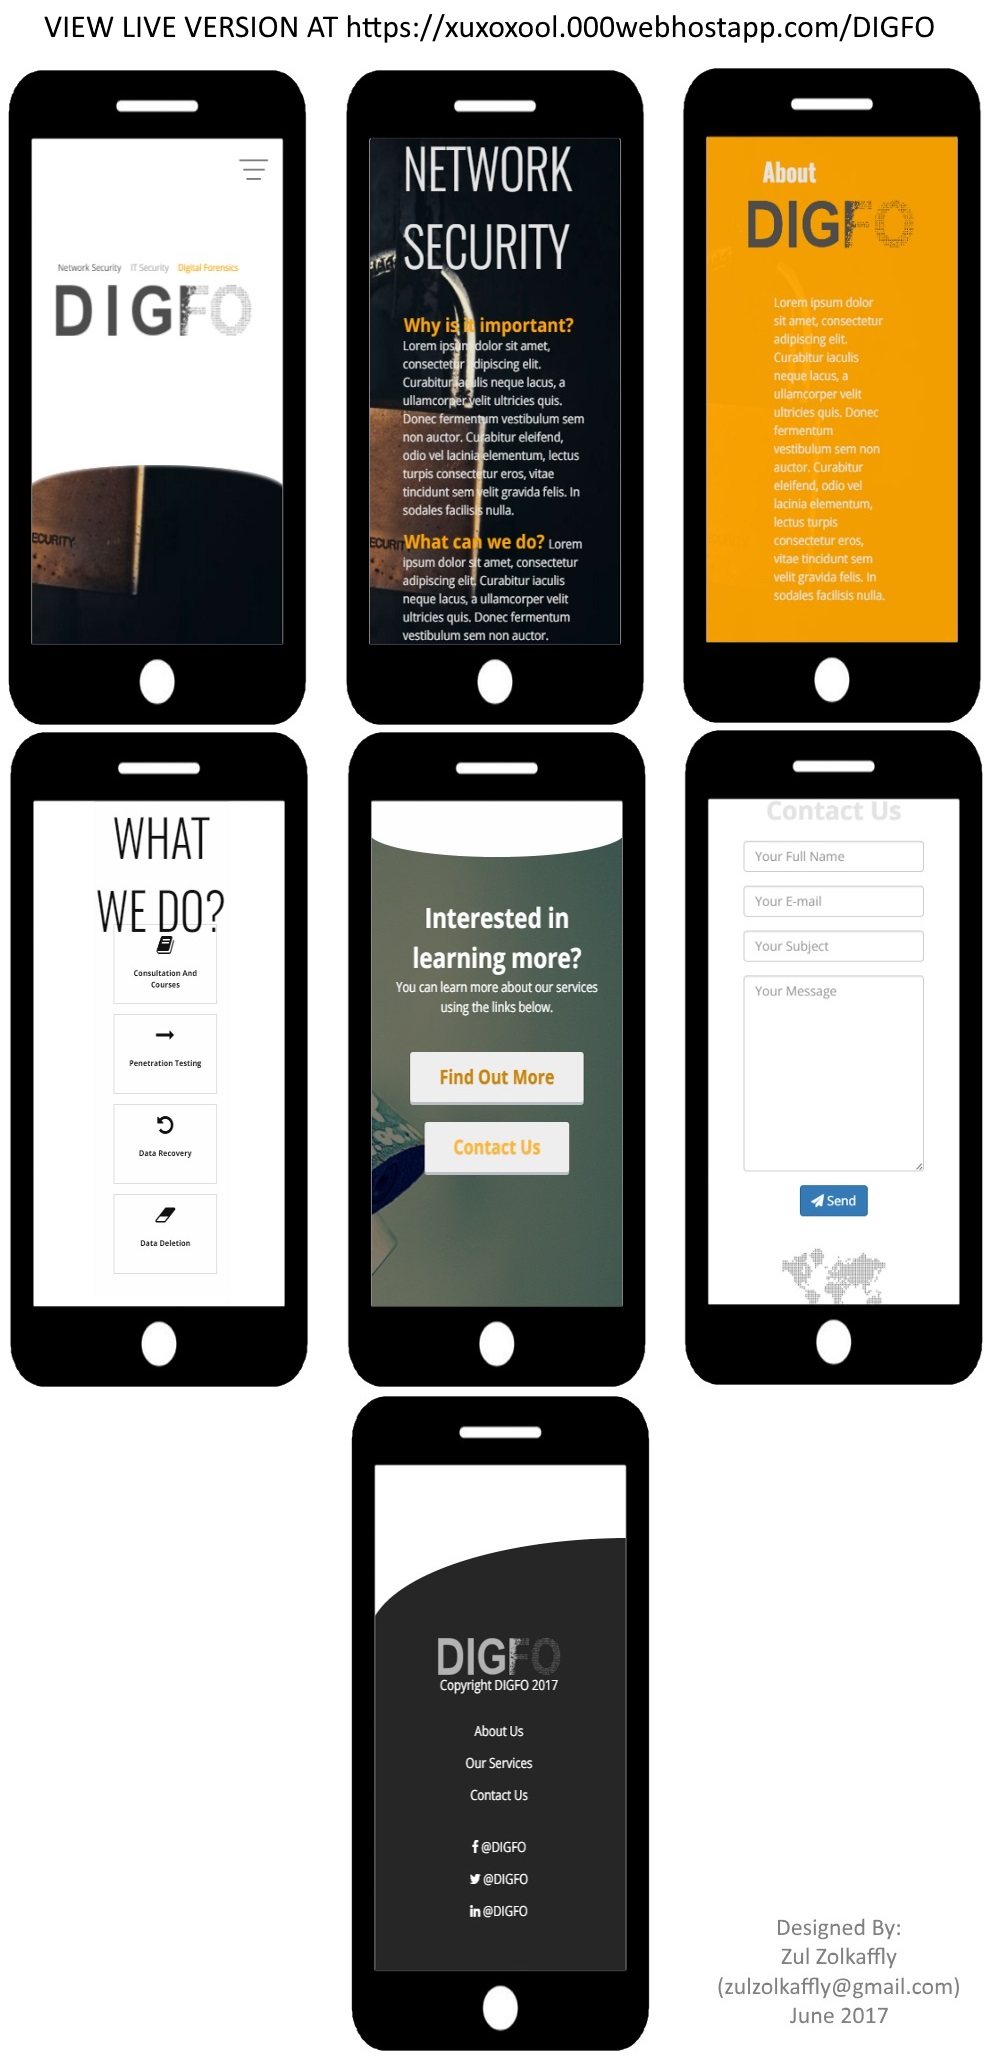 VIEW LIVE VERSION AT https://xuxoxool.000webhostapp.com/DIGFO
Network Security IT Security Digital Forensics
DIGFO
ECURITY
NETWORK
SECURITY
Why is it important?
Lorem ipsum dolor sit amet,
consectetur adipiscing elit.
Curabitur iaculis neque lacus, a
ullamcorper velit ultricies quis.
Donec fermentum vestibulum sem
non auctor. Curabitur eleifend,
odio vel lacinia elementum, lectus
turpis consectetur eros, vitae
tincidunt sem velit gravida felis. In
sodales facilisis nulla.
ECURIT
What can we do? Lorem
ipsum dolor sit amet, consectetur
adipiscing elit. Curabitur iaculis
neque lacus, a ullamcorper velit
ultricies quis. Donec fermentum
vestibulum sem non auctor.
About
DIGFO
Lorem ipsum dolor
sit amet, consectetur
adipiscing elit.
Curabitur iaculis
neque lacus, a
ullamcorper velit
ultricies quis. Donec
fermentum
vestibulum sem non
auctor. Curabitur
eleifend, odio vel
lacinia elementum,
lectus turpis
consectetur eros,
vitae tincidunt sem
velit gravida felis. In
sodales facilisis nulla.
WHAT
WE DO?
Consultation And
Courses
Penetration Testing
Data Recovery
Data Deletion
Interested in
learning more?
You can learn more about our services
using the links below.
Find Out More
Contact Us
Contact Us
Your Full Name
Your E-mail
Your Subject
Your Message
Send
DIGFO
Copyright DIGFO 2017
About Us
Our Services
Contact Us
@DIGFO
@DIGFO
@DIGFO
Designed By:
Zul Zolkaffly
(zulzolkaffly@gmail.com)
June 2017